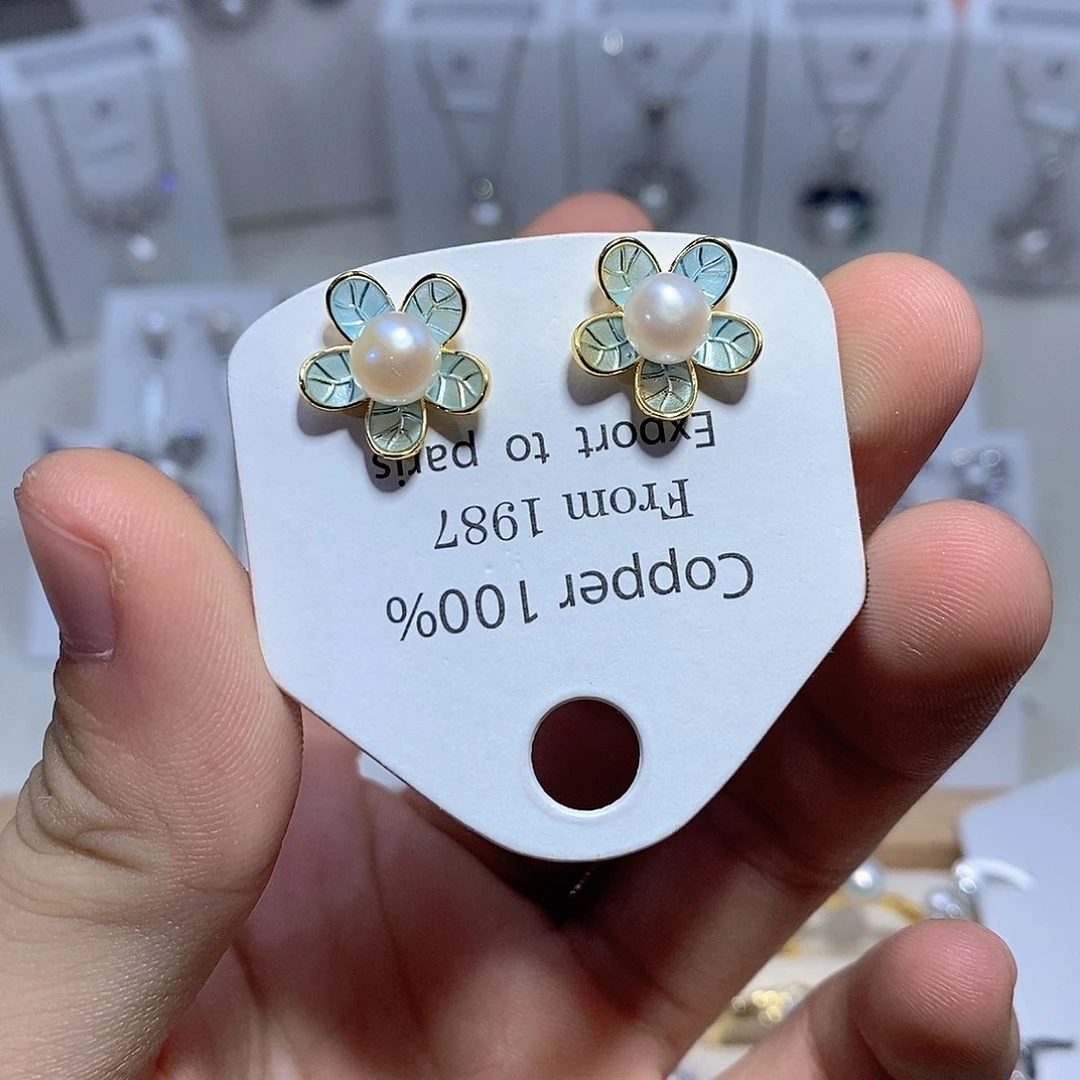 Copper 100%
From 1987
Export to paris